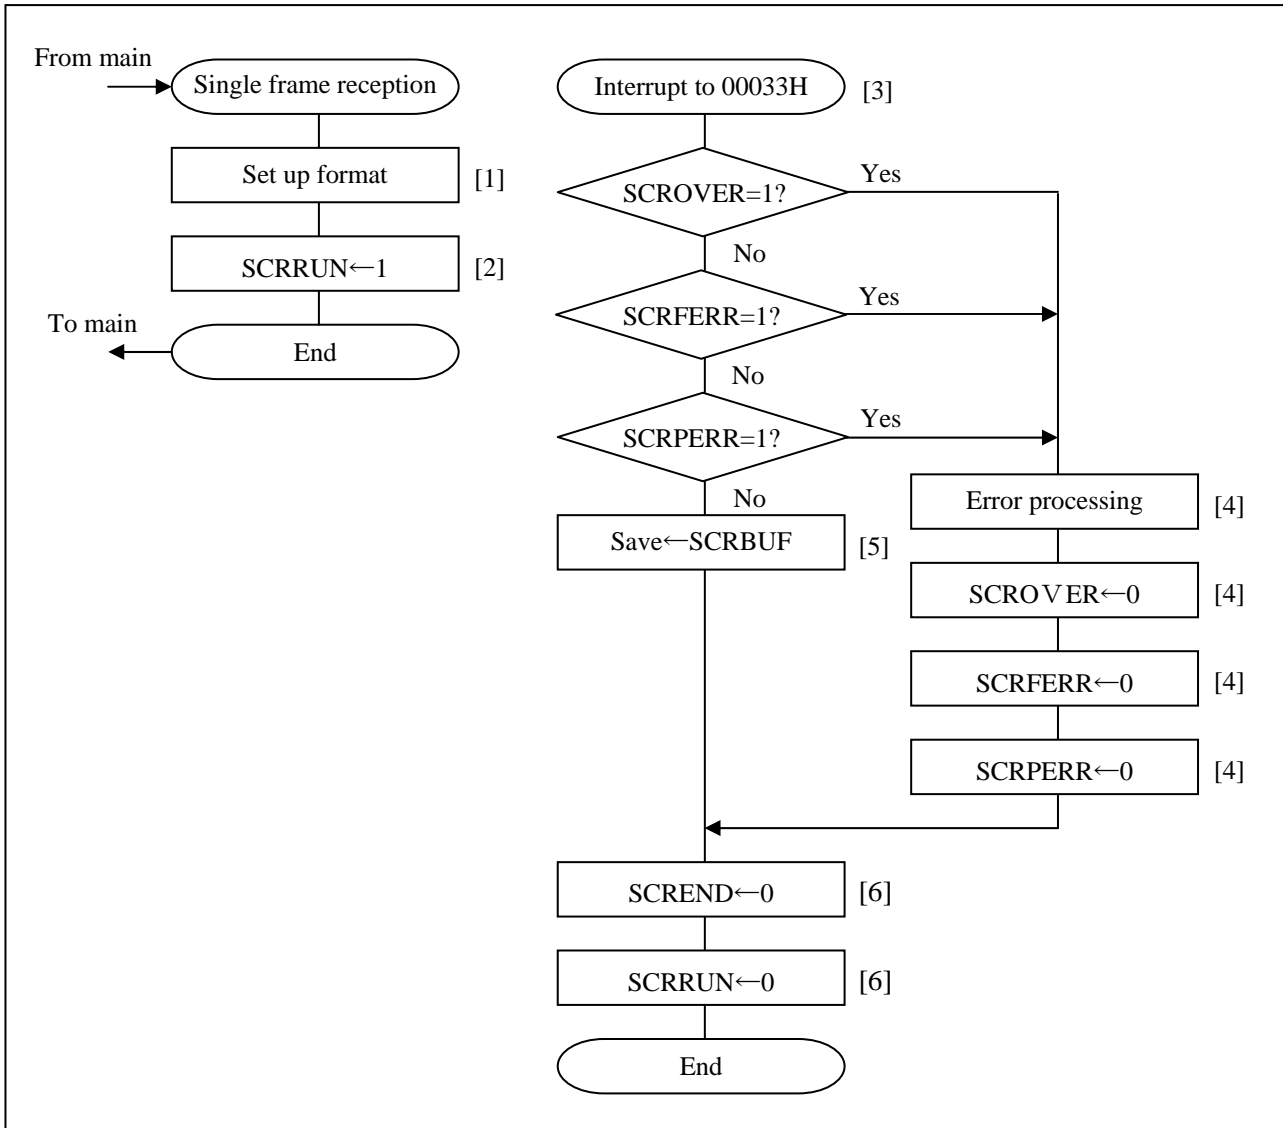 From main
Single frame reception
Set up format
[1]
SCRRUN←1
[2]
To main
End
Interrupt to 00033H
[3]
SCROVER=1?
Yes
No
SCRFERR=1?
Yes
No
SCRPERR=1?
Yes
No
Save←SCRBUF
[5]
Error processing
[4]
SCROVER←0
[4]
SCRFERR←0
[4]
SCRPERR←0
[4]
SCREND←0
[6]
SCRRUN←0
[6]
End